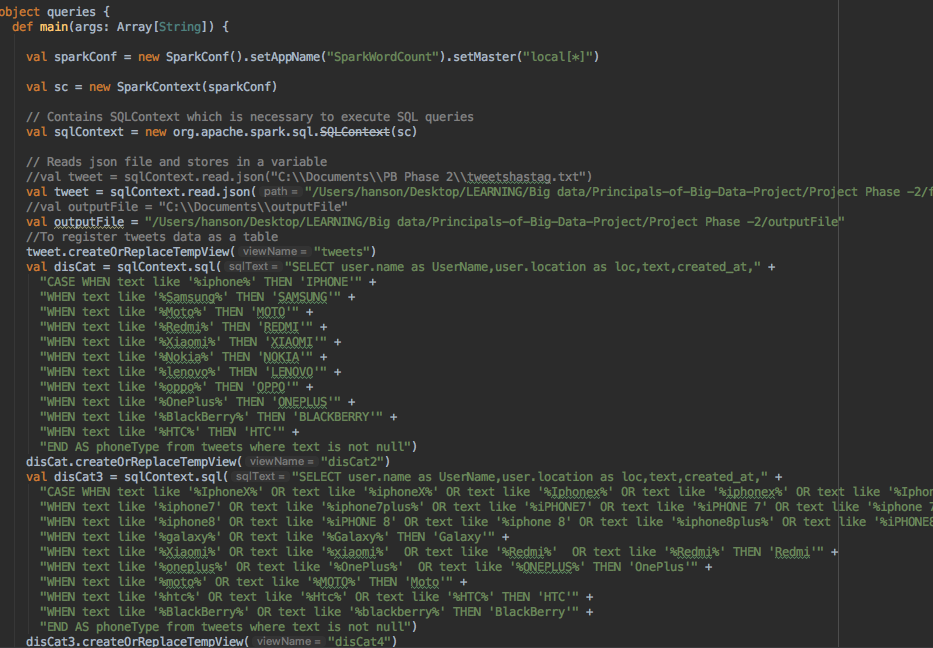 object queries {
def main(args: Array[String]) {
val sparkConf = new SparkConf().setAppName("SparkWordCount").setMaster("local[*]")
val sc = new SparkContext(sparkConf)
// Contains SQLContext which is necessary to execute SQL queries
val sqlContext = new org.apache.spark.sql.SQLContext(sc)
// Reads json file and stores in a variable
//val tweet = sqlContext.read.json("C:\\Documents\\PB Phase 2\\tweetshastag.txt")
val tweet = sqlContext.read.json( path = "/Users/hanson/Desktop/LEARNING/Big data/Principals-of-Big-Data-Project/Project Phase -2/f
//val outputFile = "C:\\Documents\\outputFile"
val outputFile = "/Users/hanson/Desktop/LEARNING/Big data/Principals-of-Big-Data-Project/Project Phase -2/outputFile"
//To register tweets data as a table
tweet.createOrReplaceTempView( viewName = "tweets")
val disCat = sqlContext.sql( sqlText = "SELECT user.name as UserName,user.location as loc,text,created_at," +
"CASE WHEN text like '%iphone%' THEN 'IPHONE'" +
"WHEN text like '%Samsung%' THEN 'SAMSUNG'" +
"WHEN text like '%Moto%' THEN 'MOTO'" +
"WHEN text like '%Redmi%' THEN 'REDMI'" +
"WHEN text like '%Xiaomi%' THEN 'XIAOMI'" +
"WHEN text like '%Nokia%' THEN 'NOKIA'" +
"WHEN text like '%lenovo%' THEN 'LENOVO'" +
"WHEN text like '%oppo%' THEN 'OPPO'" +
"WHEN text like '%OnePlus%' THEN 'ONEPLUS'" +
"WHEN text like '%BlackBerry%' THEN 'BLACKBERRY'" +
"WHEN text like '%HTC%' THEN 'HTC'" +
"END AS phoneType from tweets where text is not null")
disCat.createOrReplaceTempView( viewName = "disCat2")
val disCat3 = sqlContext.sql( sqlText = "SELECT user.name as UserName,user.location as loc,text,created_at," +
"CASE WHEN text like '%IphoneX%' OR text like '%iphoneX%' OR text like '%Iphonex%' OR text like '%iphonex%' OR text like '%Iphon
"WHEN text like '%iphone7' OR text like '%iphone7plus%' OR text like '%iPHONE7' OR text like '%iPHONE 7' OR text like '%iphone 7
"WHEN text like '%iphone8' OR text like '%iPHONE 8' OR text like '%iphone 8' OR text like '%iphone8plus%' OR text like '%iPHONE8
"WHEN text like '%galaxy%' OR text like '%Galaxy%' THEN 'Galaxy'" +
"WHEN text like '%Xiaomi%' OR text like '%xiaomi%'  OR text like '%Redmi%'  OR text like '%Redmi%' THEN 'Redmi'" +
"WHEN text like '%oneplus%' OR text like '%OnePlus%'  OR text like '%ONEPLUS%' THEN 'OnePlus'" +
"WHEN text like '%moto%' OR text like '%MOTO%' THEN 'Moto'" +
"WHEN text like '%htc%' OR text like '%Htc%' OR text like '%HTC%' THEN 'HTC'" +
"WHEN text like '%BlackBerry%' OR text like '%blackberry%' THEN 'BlackBerry'" +
"END AS phoneType from tweets where text is not null")
disCat3.createOrReplaceTempView( viewName = "disCat4")